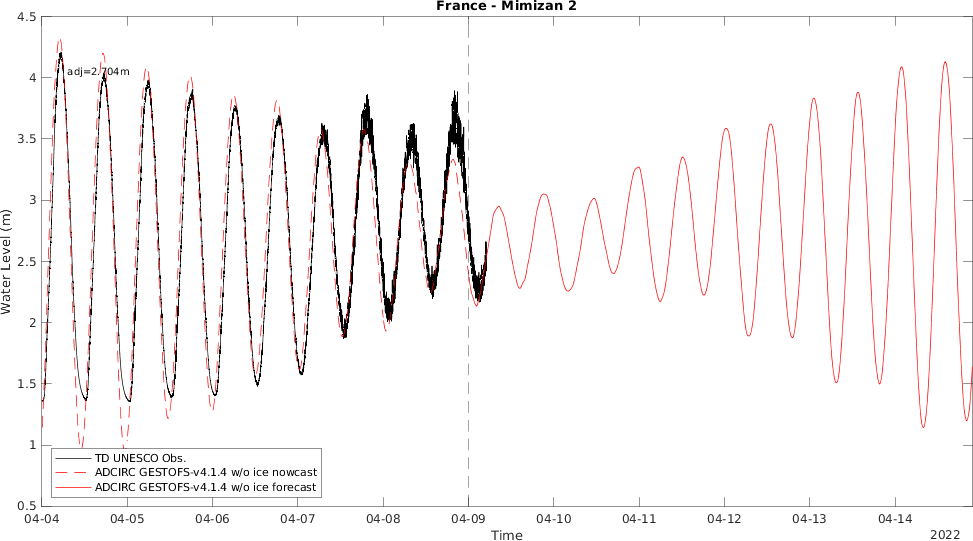 France - Mimizan 2
4.5
4
3.5
3
2.5
2
1.5
1
0.5
Water Level (m)
adj=2.704m
TD UNESCO Obs.
ADCIRC GESTOFS-v4.1.4 w/o ice nowcast
ADCIRC GESTOFS-v4.1.4 w/o ice forecast
04-04 04-05 04-06 04-07 04-08 04-09 04-10 04-11 04-12 04-13 04-14
Time
2022